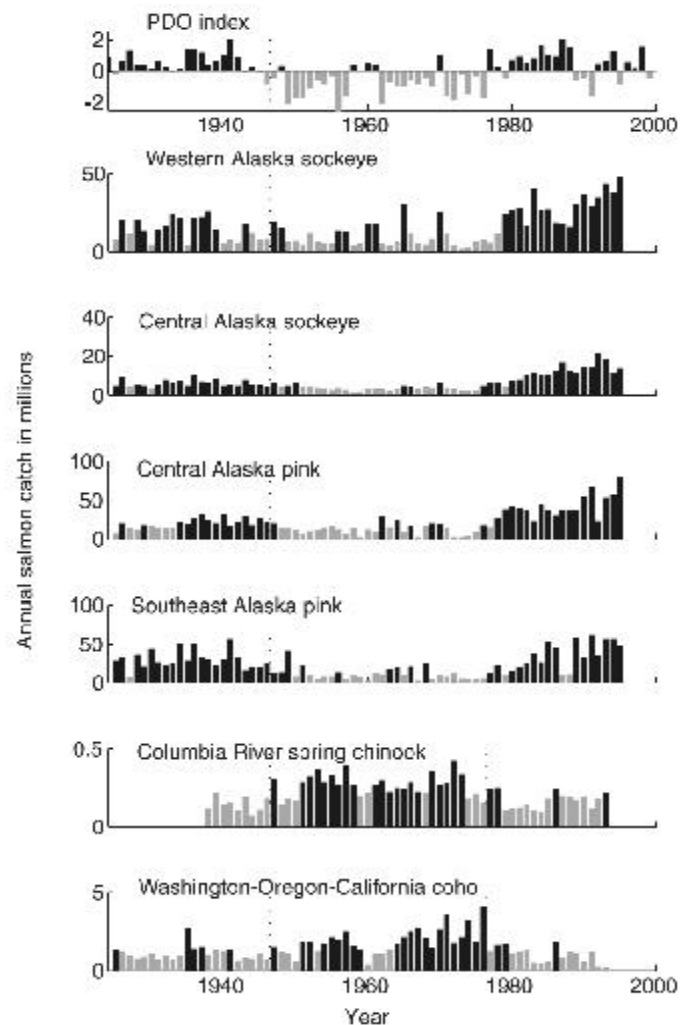 PDO index
2
0
-2
1940 1960 1980 2000
Western Alaska sockeye
50
0
Central Alaska sockeye
40
20
0
Central Alaska pink
100
50
0
Southeast Alaska pink
100
50
0
Columbia River spring chinook
0.5
0
Washington-Oregon-California coho
5
0
1940 1960 1980 2000
Year
Annual salmon catch in millions